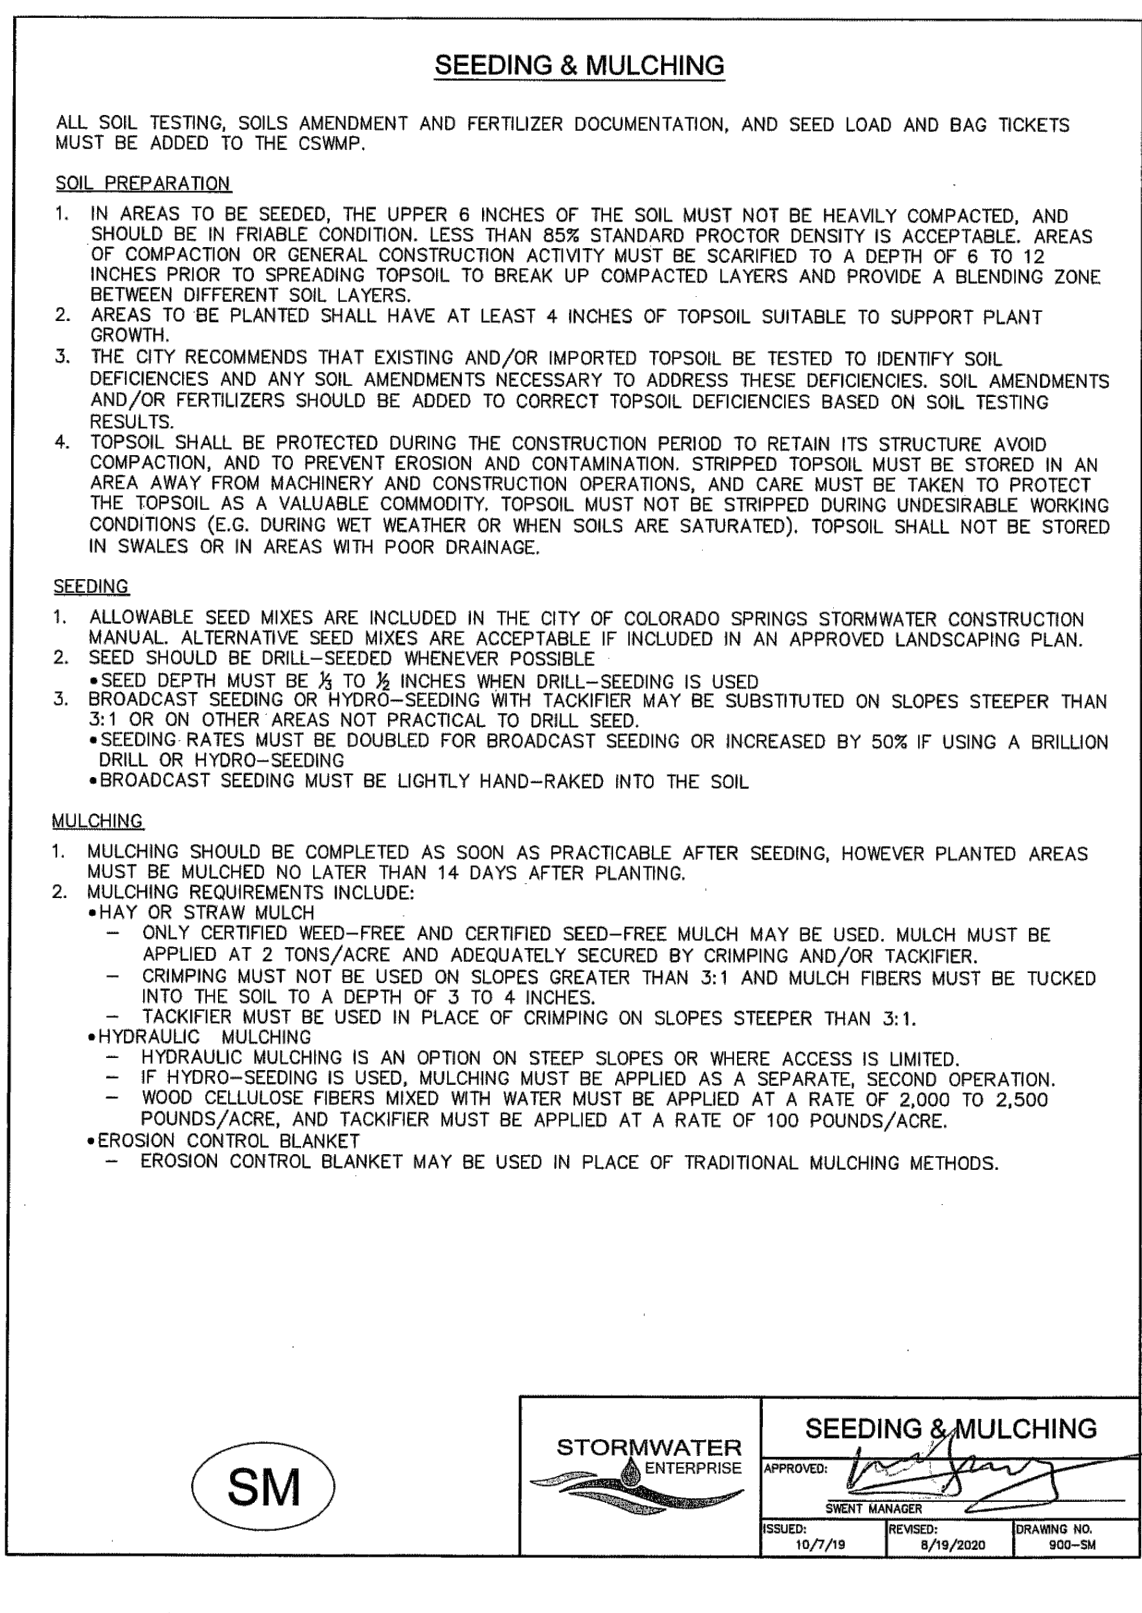 SEEDING & MULCHING
ALL SOIL TESTING, SOILS AMENDMENT AND FERTILIZER DOCUMENTATION, AND SEED LOAD AND BAG TICKETS
MUST BE ADDED TO THE CSWMP.
SOIL PREPARATION
1. IN AREAS TO BE SEEDED, THE UPPER 6 INCHES OF THE SOIL MUST NOT BE HEAVILY COMPACTED, AND
SHOULD BE IN FRIABLE CONDITION. LESS THAN 85% STANDARD PROCTOR DENSITY IS ACCEPTABLE. AREAS
OF COMPACTION OR GENERAL CONSTRUCTION ACTIVITY MUST BE SCARIFIED TO A DEPTH OF 6 TO 12
INCHES PRIOR TO SPREADING TOPSOIL TO BREAK UP COMPACTED LAYERS AND PROVIDE A BLENDING ZONE
BETWEEN DIFFERENT SOIL LAYERS.
2. AREAS TO BE PLANTED SHALL HAVE AT LEAST 4 INCHES OF TOPSOIL SUITABLE TO SUPPORT PLANT
GROWTH.
3. THE CITY RECOMMENDS THAT EXISTING AND/OR IMPORTED TOPSOIL BE TESTED TO IDENTIFY SOIL
DEFICIENCIES AND ANY SOIL AMENDMENTS NECESSARY TO ADDRESS THESE DEFICIENCIES. SOIL AMENDMENTS
AND/OR FERTILIZERS SHOULD BE ADDED TO CORRECT TOPSOIL DEFICIENCIES BASED ON SOIL TESTING
RESULTS.
4. TOPSOIL SHALL BE PROTECTED DURING THE CONSTRUCTION PERIOD TO RETAIN ITS STRUCTURE AVOID
COMPACTION, AND TO PREVENT EROSION AND CONTAMINATION. STRIPPED TOPSOIL MUST BE STORED IN AN
AREA AWAY FROM MACHINERY AND CONSTRUCTION OPERATIONS, AND CARE MUST BE TAKEN TO PROTECT
THE TOPSOIL AS A VALUABLE COMMODITY. TOPSOIL MUST NOT BE STRIPPED DURING UNDESIRABLE WORKING
CONDITIONS (E.G. DURING WET WEATHER OR WHEN SOILS ARE SATURATED). TOPSOIL SHALL NOT BE STORED
IN SWALES OR IN AREAS WITH POOR DRAINAGE.
SEEDING
1. ALLOWABLE SEED MIXES ARE INCLUDED IN THE CITY OF COLORADO SPRINGS STORMWATER CONSTRUCTION
MANUAL. ALTERNATIVE SEED MIXES ARE ACCEPTABLE IF INCLUDED IN AN APPROVED LANDSCAPING PLAN.
2. SEED SHOULD BE DRILL-SEEDED WHENEVER POSSIBLE
•SEED DEPTH MUST BE ⅓ TO ½ INCHES WHEN DRILL-SEEDING IS USED
3. BROADCAST SEEDING OR HYDRO-SEEDING WITH TACKIFIER MAY BE SUBSTITUTED ON SLOPES STEEPER THAN
3:1 OR ON OTHER AREAS NOT PRACTICAL TO DRILL SEED.
•SEEDING RATES MUST BE DOUBLED FOR BROADCAST SEEDING OR INCREASED BY 50% IF USING A BRILLION
DRILL OR HYDRO-SEEDING
•BROADCAST SEEDING MUST BE LIGHTLY HAND-RAKED INTO THE SOIL
MULCHING
1. MULCHING SHOULD BE COMPLETED AS SOON AS PRACTICABLE AFTER SEEDING, HOWEVER PLANTED AREAS
MUST BE MULCHED NO LATER THAN 14 DAYS AFTER PLANTING.
2. MULCHING REQUIREMENTS INCLUDE:
•HAY OR STRAW MULCH
– ONLY CERTIFIED WEED-FREE AND CERTIFIED SEED-FREE MULCH MAY BE USED. MULCH MUST BE
APPLIED AT 2 TONS/ACRE AND ADEQUATELY SECURED BY CRIMPING AND/OR TACKIFIER.
– CRIMPING MUST NOT BE USED ON SLOPES GREATER THAN 3:1 AND MULCH FIBERS MUST BE TUCKED
INTO THE SOIL TO A DEPTH OF 3 TO 4 INCHES.
– TACKIFIER MUST BE USED IN PLACE OF CRIMPING ON SLOPES STEEPER THAN 3:1.
•HYDRAULIC MULCHING
– HYDRAULIC MULCHING IS AN OPTION ON STEEP SLOPES OR WHERE ACCESS IS LIMITED.
– IF HYDRO-SEEDING IS USED, MULCHING MUST BE APPLIED AS A SEPARATE, SECOND OPERATION.
– WOOD CELLULOSE FIBERS MIXED WITH WATER MUST BE APPLIED AT A RATE OF 2,000 TO 2,500
POUNDS/ACRE, AND TACKIFIER MUST BE APPLIED AT A RATE OF 100 POUNDS/ACRE.
•EROSION CONTROL BLANKET
– EROSION CONTROL BLANKET MAY BE USED IN PLACE OF TRADITIONAL MULCHING METHODS.
SM
STORMWATER
ENTERPRISE
SEEDING & MULCHING
APPROVED:
SWENT MANAGER
ISSUED:
10/7/19
REVISED:
8/19/2020
DRAWING NO.
900-SM